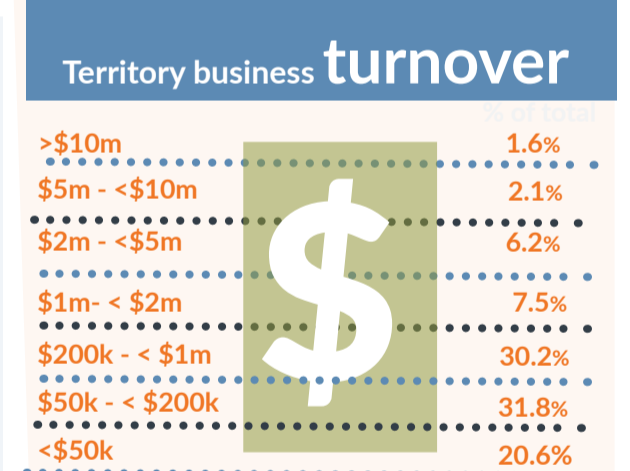 Territory business turnover
% of total
>$10m 1.6%
$5m - <$10m 2.1%
$2m - <$5m 6.2%
$1m- < $2m 7.5%
$200k - < $1m 30.2%
$50k - < $200k 31.8%
<$50k 20.6%
$